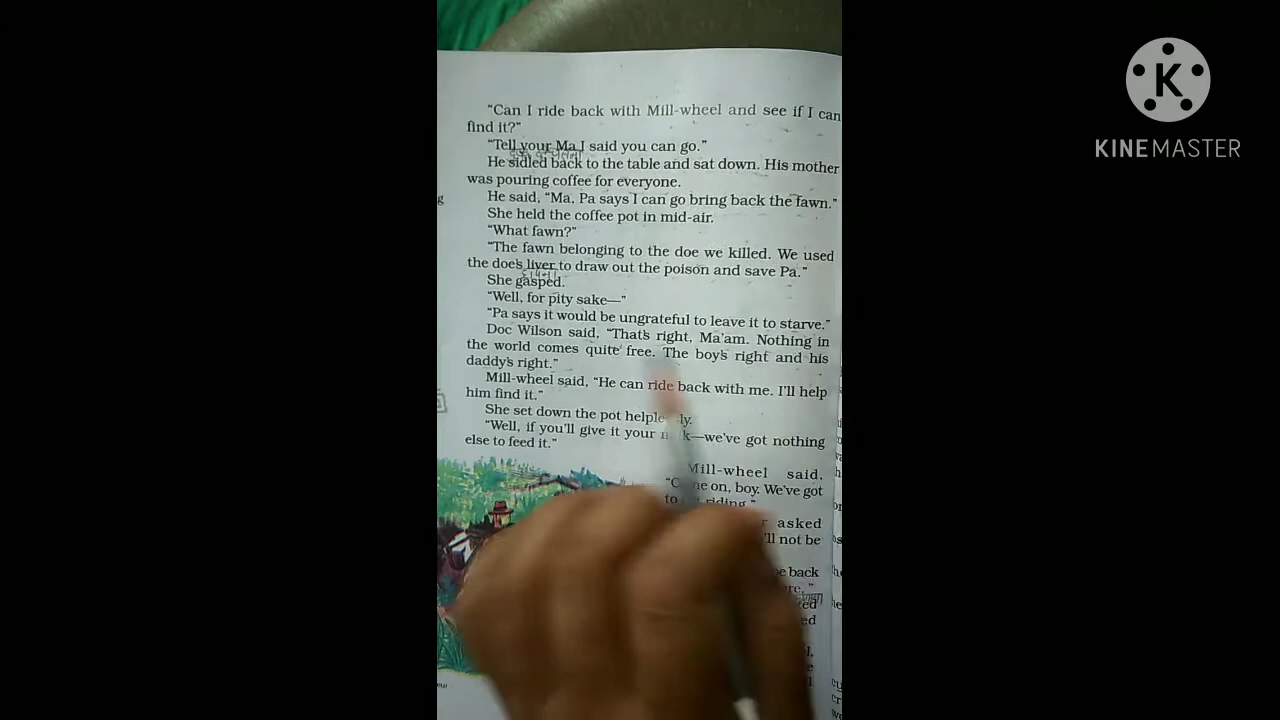 "Can I ride back with Mill-wheel and see if I can
find it?"
"Tell your Ma I said you can go."
He sidled back to the table and sat down. His mother
was pouring coffee for everyone.
He said, "Ma, Pa says I can go bring back the fawn."
She held the coffee pot in mid-air.
"What fawn?"
"The fawn belonging to the doe we killed. We used
the doe's liver to draw out the poison and save Pa."
She gasped.
"Well, for pity sake—"
"Pa says it would be ungrateful to leave it to starve."
Doc Wilson said, "That's right, Ma'am. Nothing in
the world comes quite free. The boy's right and his
daddy's right."
Mill-wheel said, "He can ride back with me. I'll help
him find it."
She set down the pot
"Well, if you'll give it your —we've got nothing
else to feed it."
Mill-wheel said,
on, boy. We've got
to riding."
asked
not be
back
KINEMASTER